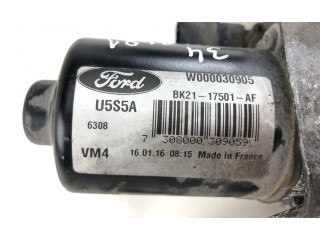 Ford
W000030905
BK21-17501-AF
U5S5A
6308
7 308000 309059
VM4
16.01.16 08:15 Made in France